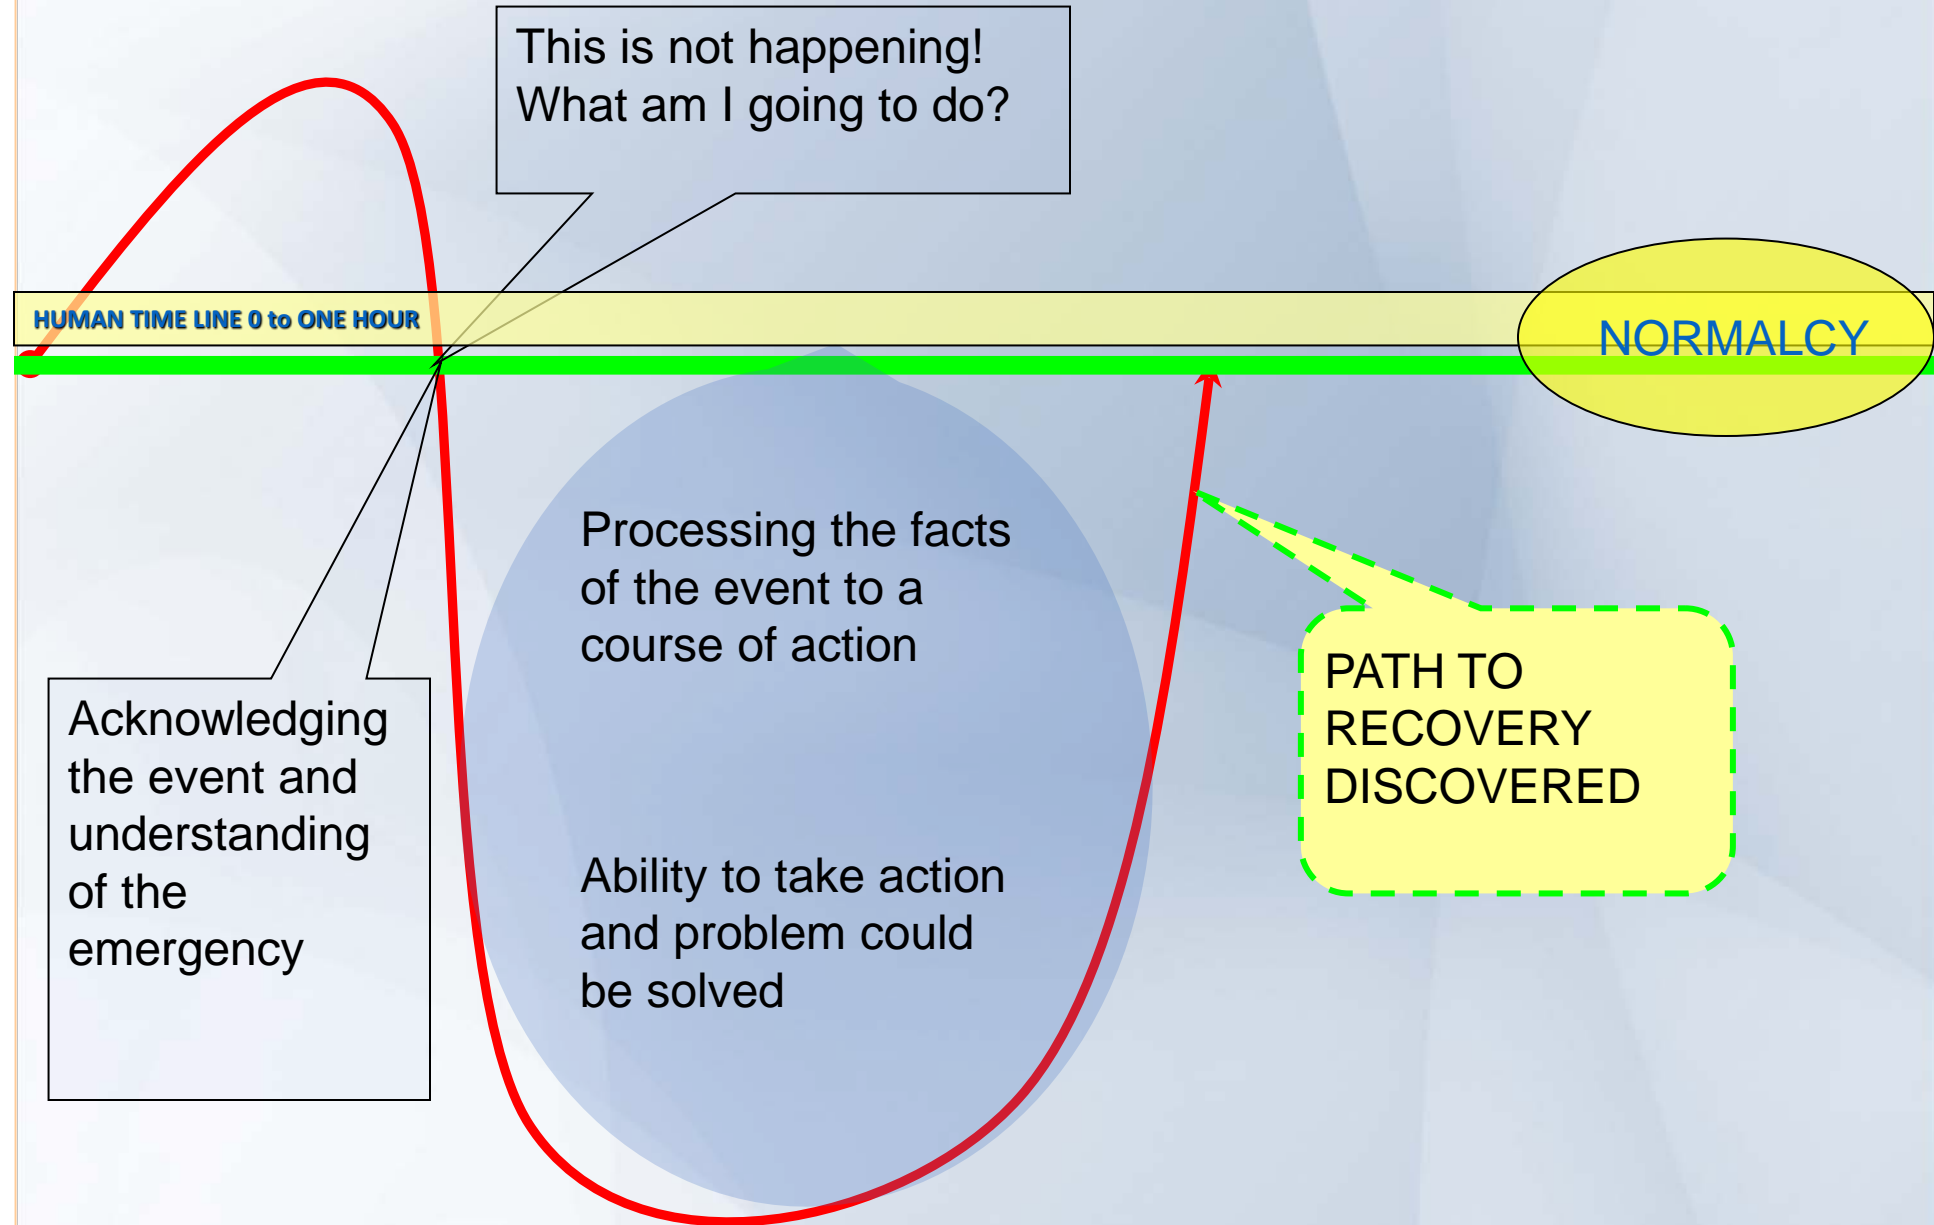 This is not happening!
What am I going to do?
HUMAN TIME LINE 0 to ONE HOUR
NORMALCY
Processing the facts
of the event to a
course of action
PATH TO
RECOVERY
DISCOVERED
Acknowledging
the event and
understanding
of the
emergency
Ability to take action
and problem could
be solved